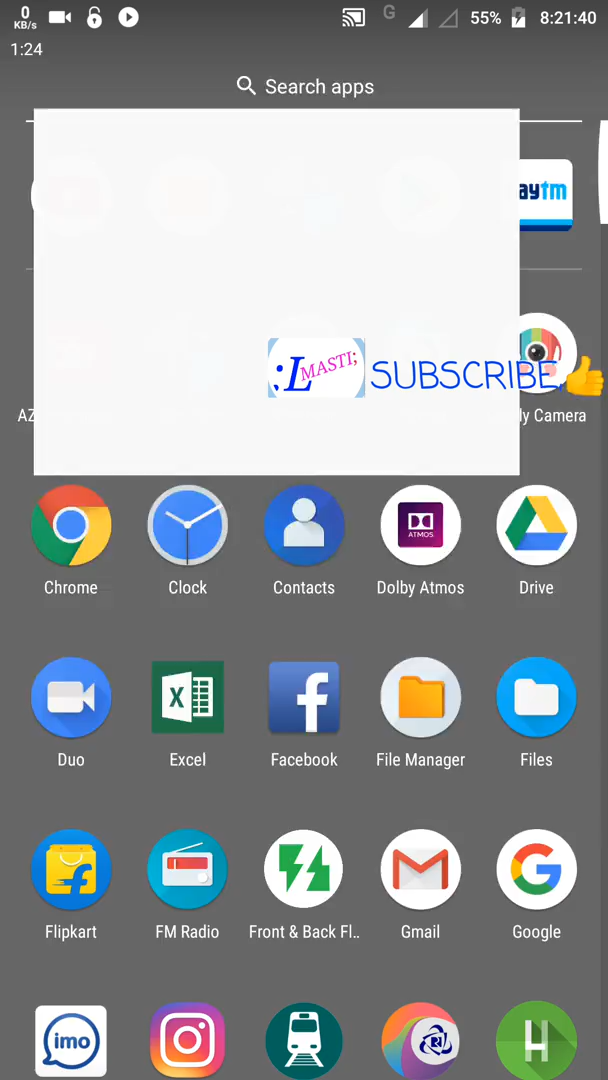 0
KB/s
G
55%
8:21:40
1:24
Search apps
aytm
:L MASTI;
SUBSCRIBE
AZ
ly Camera
Chrome
Clock
Contacts
Dolby Atmos
Drive
ATMOS
Duo
Excel
Facebook
File Manager
Files
Flipkart
FM Radio
Front & Back Fl..
Gmail
Google
imo